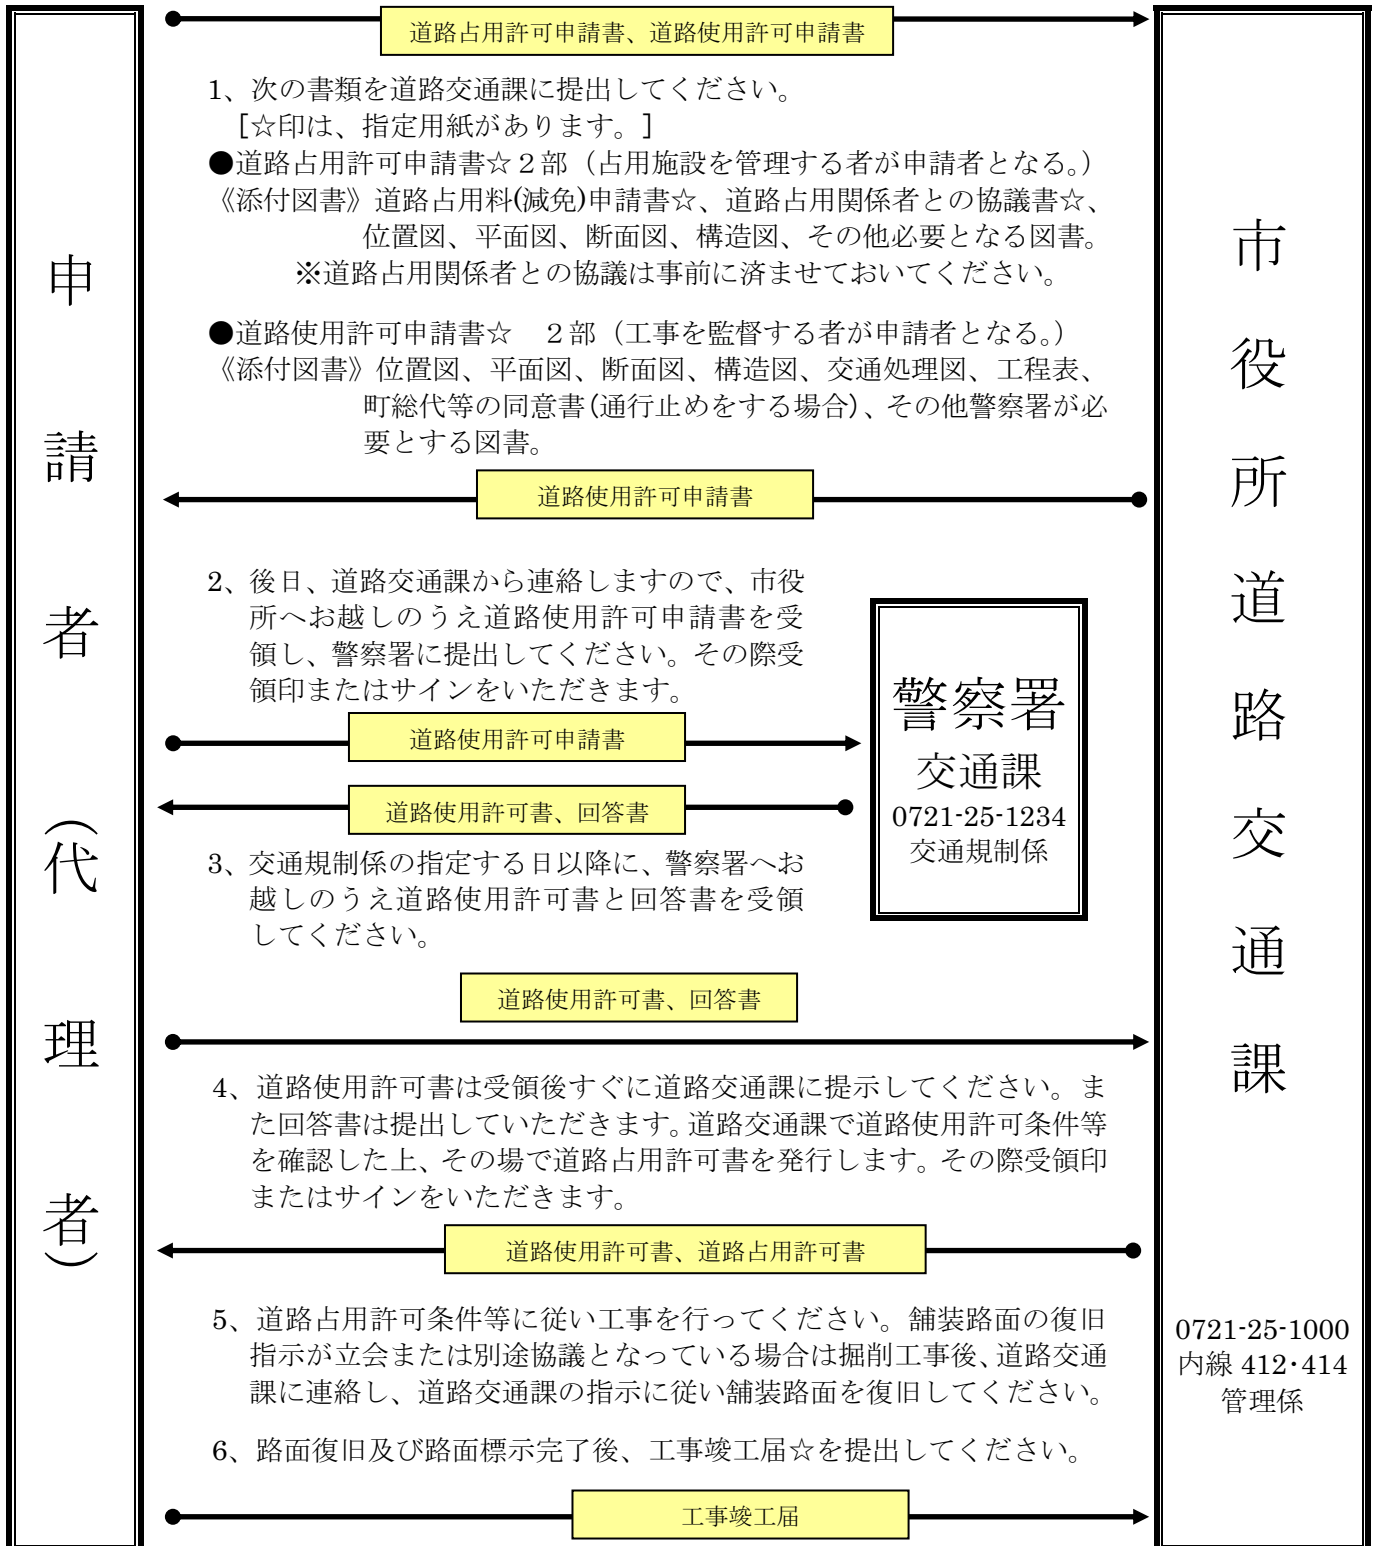 道路占用許可申請書、道路使用許可申請書
1、次の書類を道路交通課に提出してください。
[☆印は、指定用紙があります。]
●道路占用許可申請書☆２部（占用施設を管理する者が申請者となる。）
《添付図書》道路占用料(減免)申請書☆、道路占用関係者との協議書☆、
位置図、平面図、断面図、構造図、その他必要となる図書。
※道路占用関係者との協議は事前に済ませておいてください。
●道路使用許可申請書☆　２部（工事を監督する者が申請者となる。）
《添付図書》位置図、平面図、断面図、構造図、交通処理図、工程表、
町総代等の同意書(通行止めをする場合)、その他警察署が必
要とする図書。
道路使用許可申請書
2、後日、道路交通課から連絡しますので、市役
所へお越しのうえ道路使用許可申請書を受
領し、警察署に提出してください。その際受
領印またはサインをいただきます。
道路使用許可申請書
道路使用許可書、回答書
警察署
交通課
0721-25-1234
交通規制係
3、交通規制係の指定する日以降に、警察署へお
越しのうえ道路使用許可書と回答書を受領
してください。
道路使用許可書、回答書
4、道路使用許可書は受領後すぐに道路交通課に提示してください。ま
た回答書は提出していただきます。道路交通課で道路使用許可条件等
を確認した上、その場で道路占用許可書を発行します。その際受領印
またはサインをいただきます。
道路使用許可書、道路占用許可書
5、道路占用許可条件等に従い工事を行ってください。舗装路面の復旧
指示が立会または別途協議となっている場合は掘削工事後、道路交通
課に連絡し、道路交通課の指示に従い舗装路面を復旧してください。
6、路面復旧及び路面標示完了後、工事竣工届☆を提出してください。
工事竣工届
申請者（代理者）
市役所道路交通課
0721-25-1000
内線 412･414
管理係